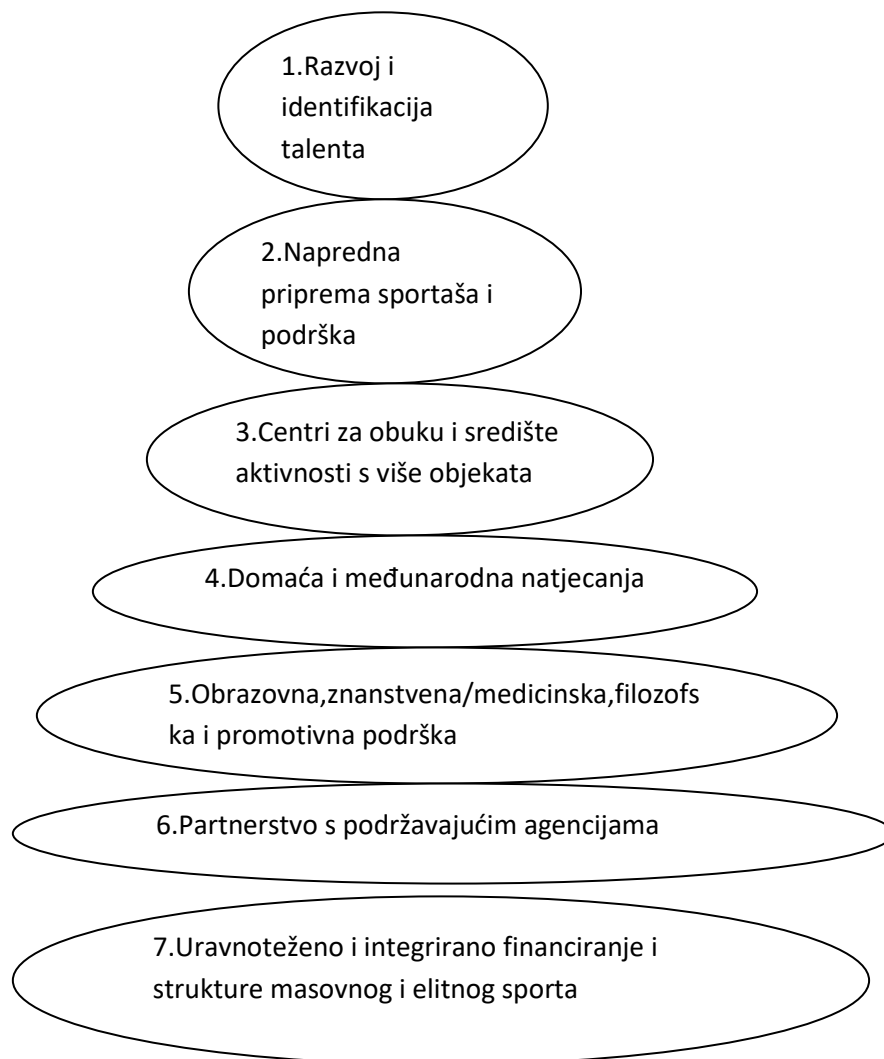 1.Razvoj i
identifikacija
talenta
2.Napredna
priprema sportaša i
podrška
3.Centri za obuku i središte
aktivnosti s više objekata
4.Domaća i međunarodna natjecanja
5.Obrazovna,znanstvena/medicinska,filozofs
ka i promotivna podrška
6.Partnerstvo s podržavajućim agencijama
7.Uravnoteženo i integrirano financiranje i
strukture masovnog i elitnog sporta